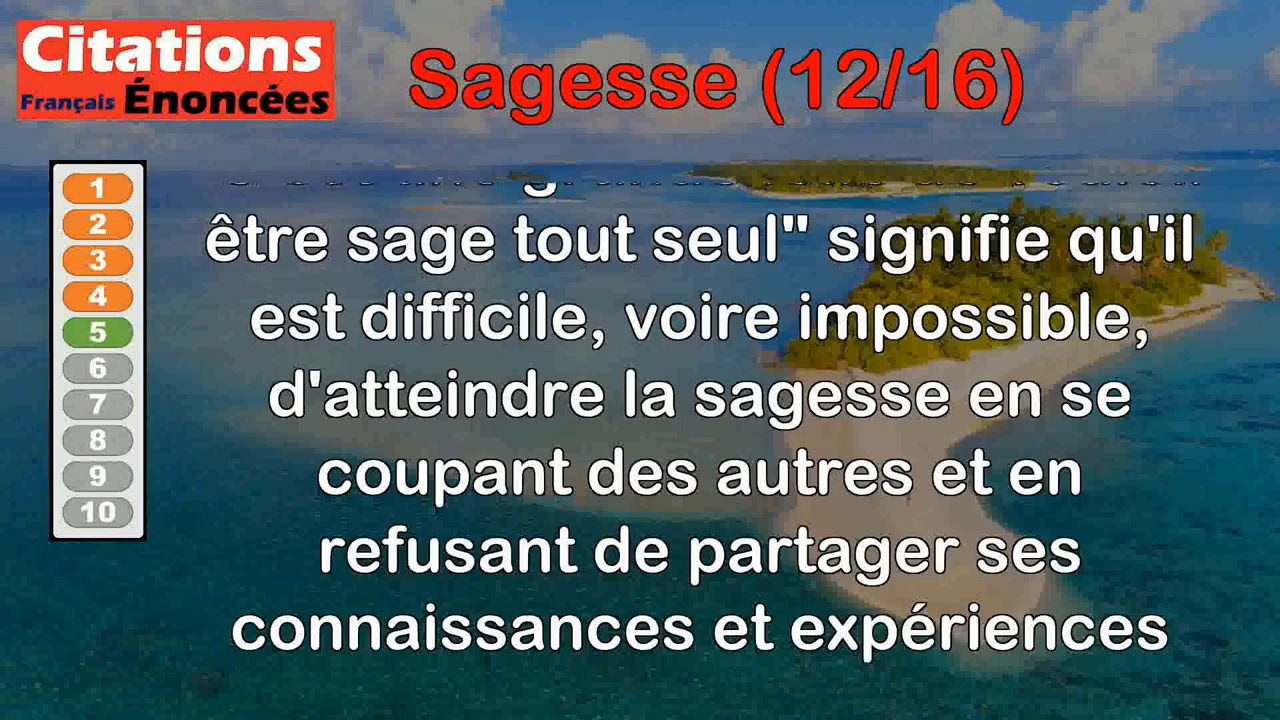 Citations
Français Énoncées
Sagesse (12/16)
1
2
3
4
5
6
7
8
9
10
être sage tout seul" signifie qu'il
est difficile, voire impossible,
d'atteindre la sagesse en se
coupant des autres et en
refusant de partager ses
connaissances et expériences